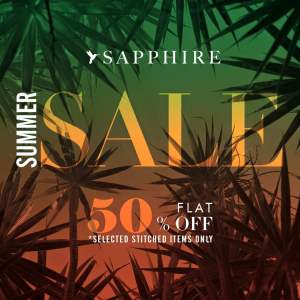 SAPPHIRE
SUMMER
SALE
50% FLAT OFF
*SELECTED STITCHED ITEMS ONLY